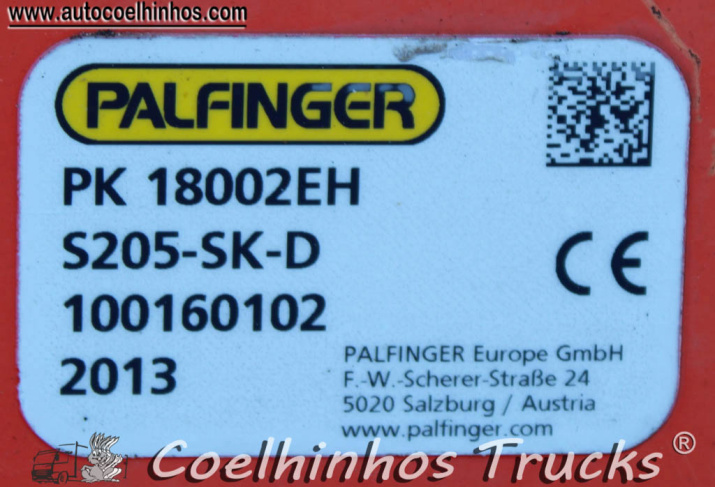 www.autocoelhinhos.com
PALFINGER
PK 18002EH
S205-SK-D
CE
100160102
2013
PALFINGER Europe GmbH
F.-W.-Scherer-Straße 24
5020 Salzburg / Austria
www.palfinger.com
Coelhinhos Trucks®